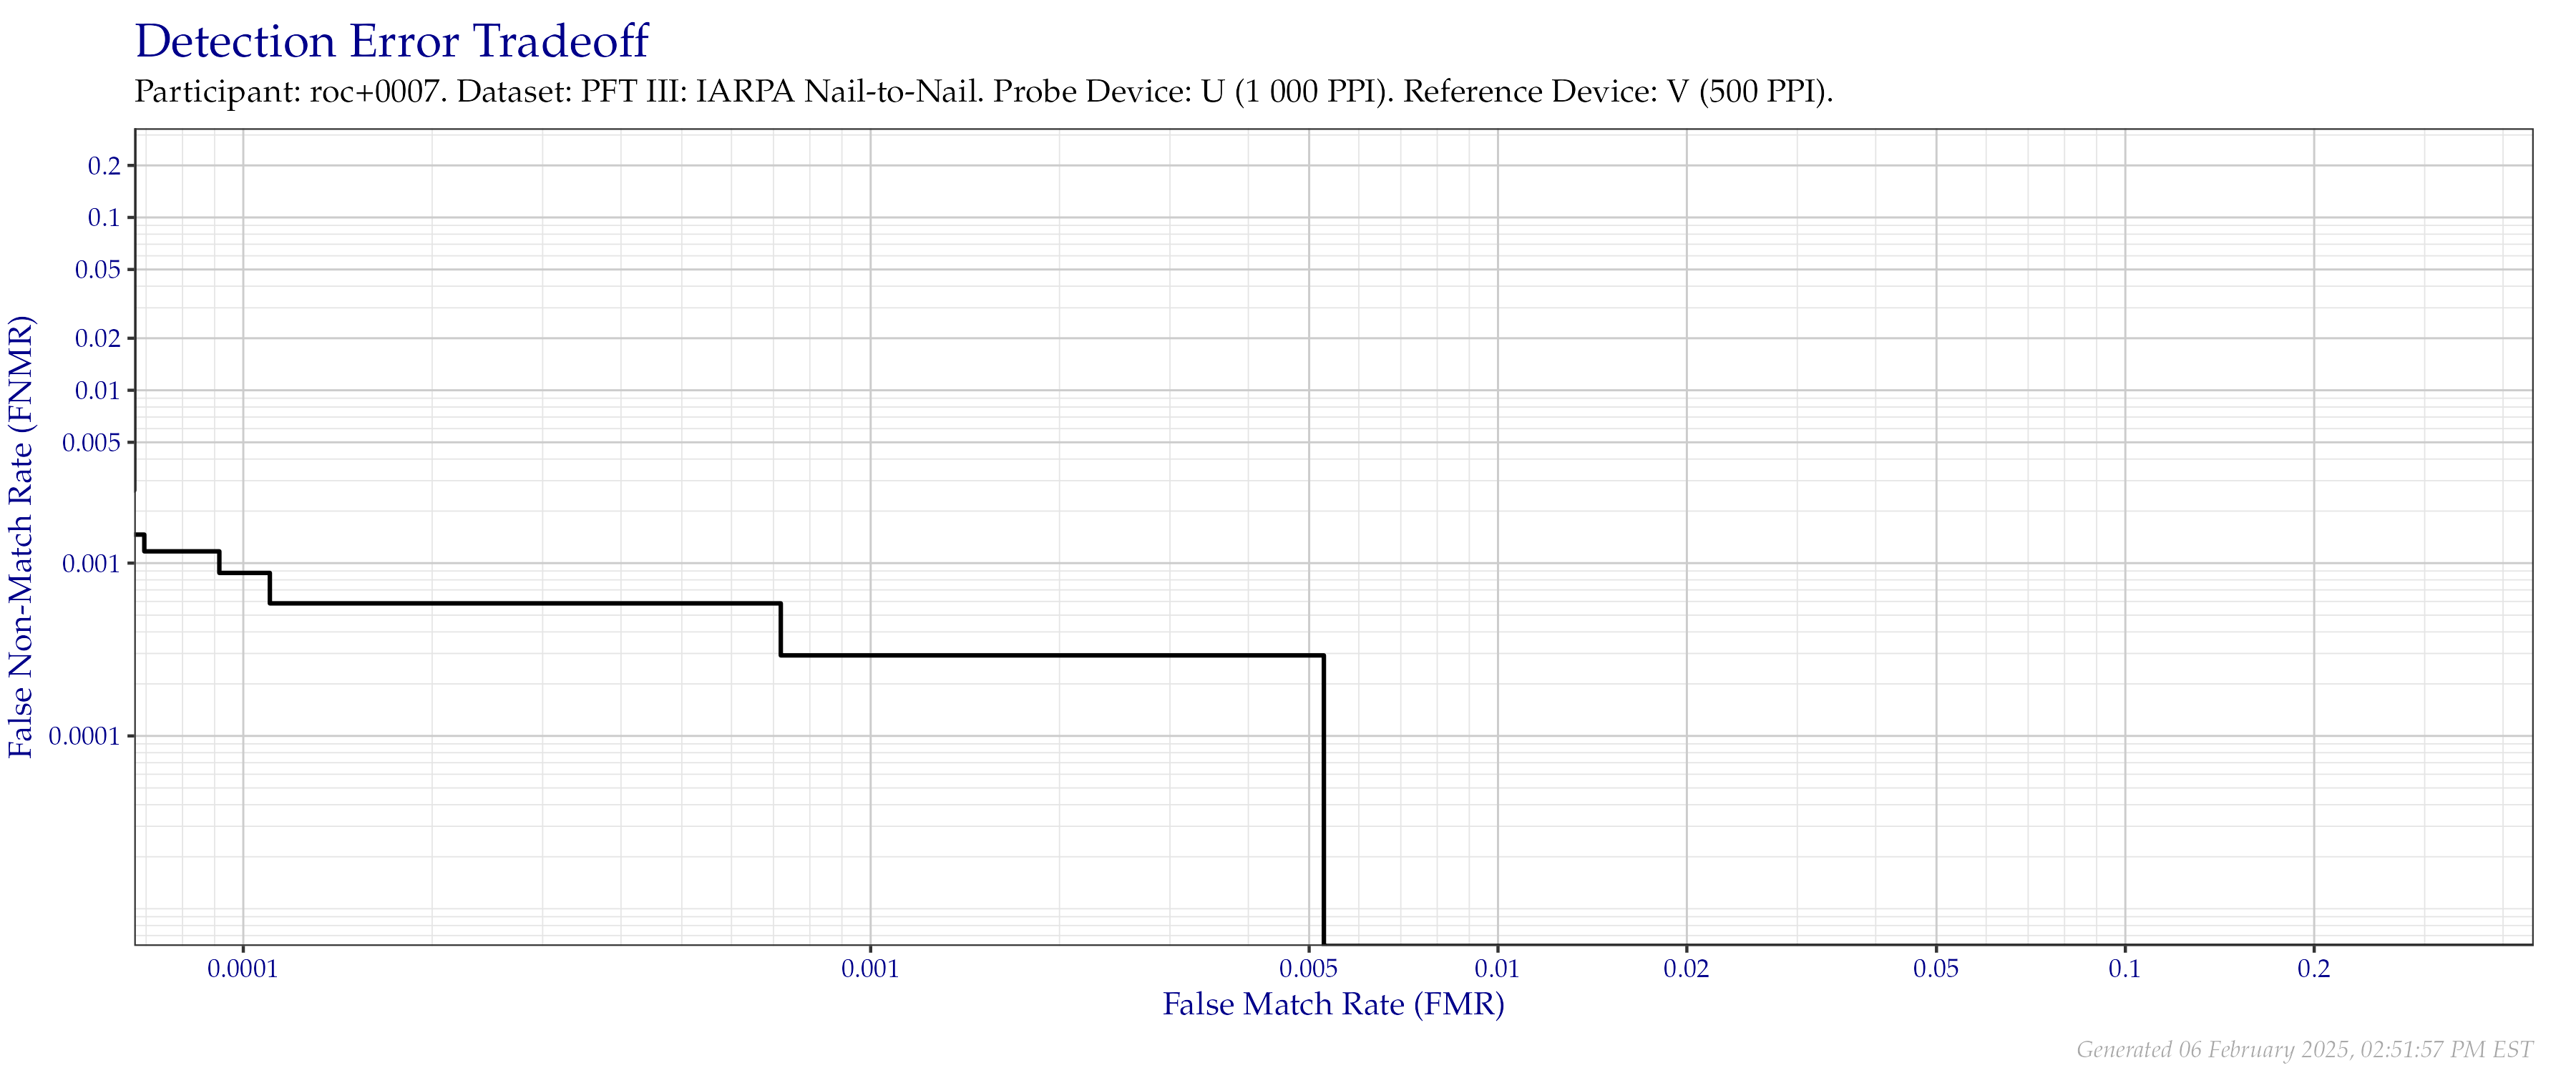 Detection Error Tradeoff
Participant: roc+0007. Dataset: PFT III: IARPA Nail-to-Nail. Probe Device: U (1 000 PPI). Reference Device: V (500 PPI).
False Non-Match Rate (FNMR)
0.2
0.1
0.05
0.02
0.01
0.005
0.001
0.0001
0.0001 0.001 0.005 0.01 0.02 0.05 0.1 0.2
False Match Rate (FMR)
Generated 06 February 2025, 02:51:57 PM EST